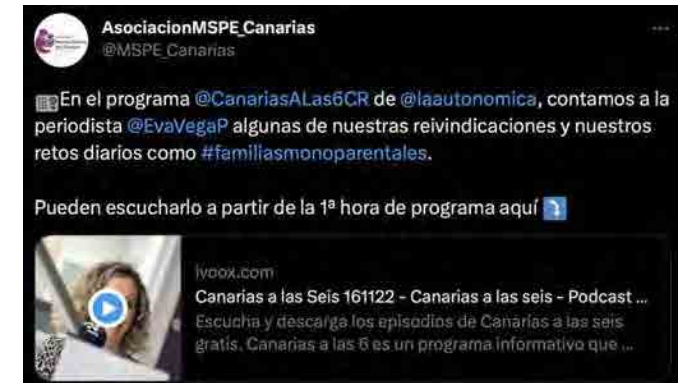 AsociacionMSPE_Canarias
@MSPE_Canarias
En el programa @CanariasALas6CR de @laautonomica, contamos a la
periodista @EvaVegaP algunas de nuestras reivindicaciones y nuestros
retos diarios como #familiasmonoparentales.
Pueden escucharlo a partir de la 1ª hora de programa aquí
ivoox.com
Canarias a las Seis 161122 - Canarias a las seis - Podcast ...
Escucha y descarga los episodios de Canarias a las seis
gratis. Canarias a las 6 es un programa informativo que ...